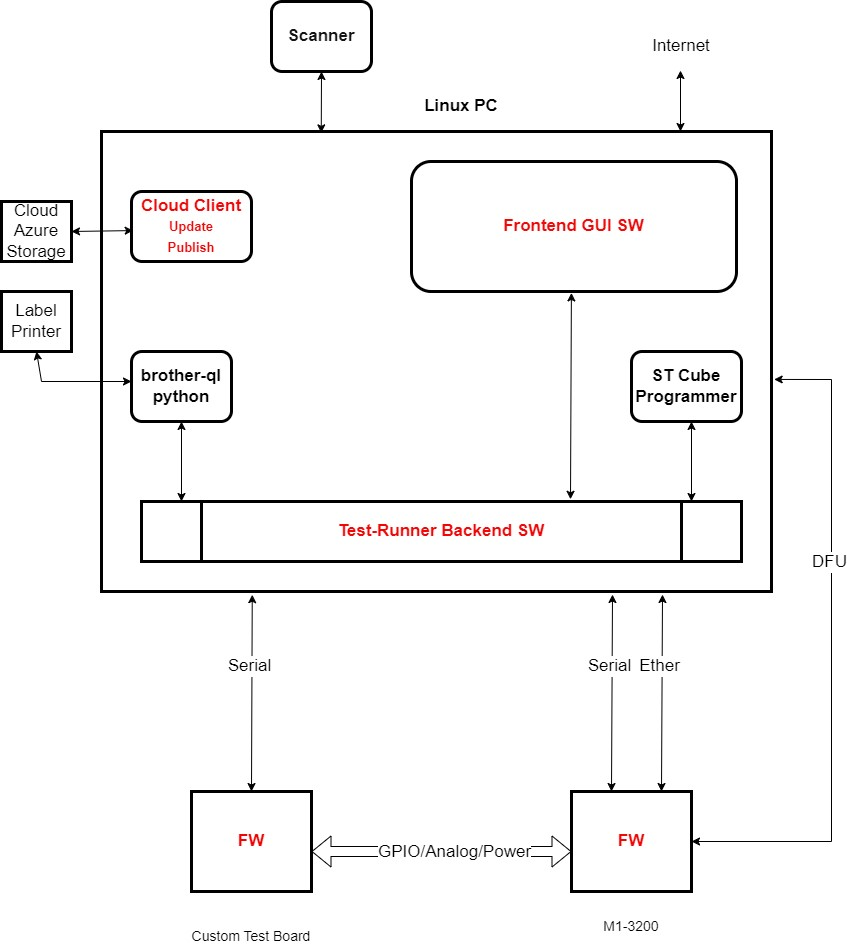 Scanner
Internet
Linux PC
Cloud
Azure
Storage
Cloud Client
Update
Publish
Frontend GUI SW
Label
Printer
brother-ql
python
ST Cube
Programmer
Test-Runner Backend SW
DFU
Serial
Serial
Ether
FW
GPIO/Analog/Power
FW
Custom Test Board
M1-3200